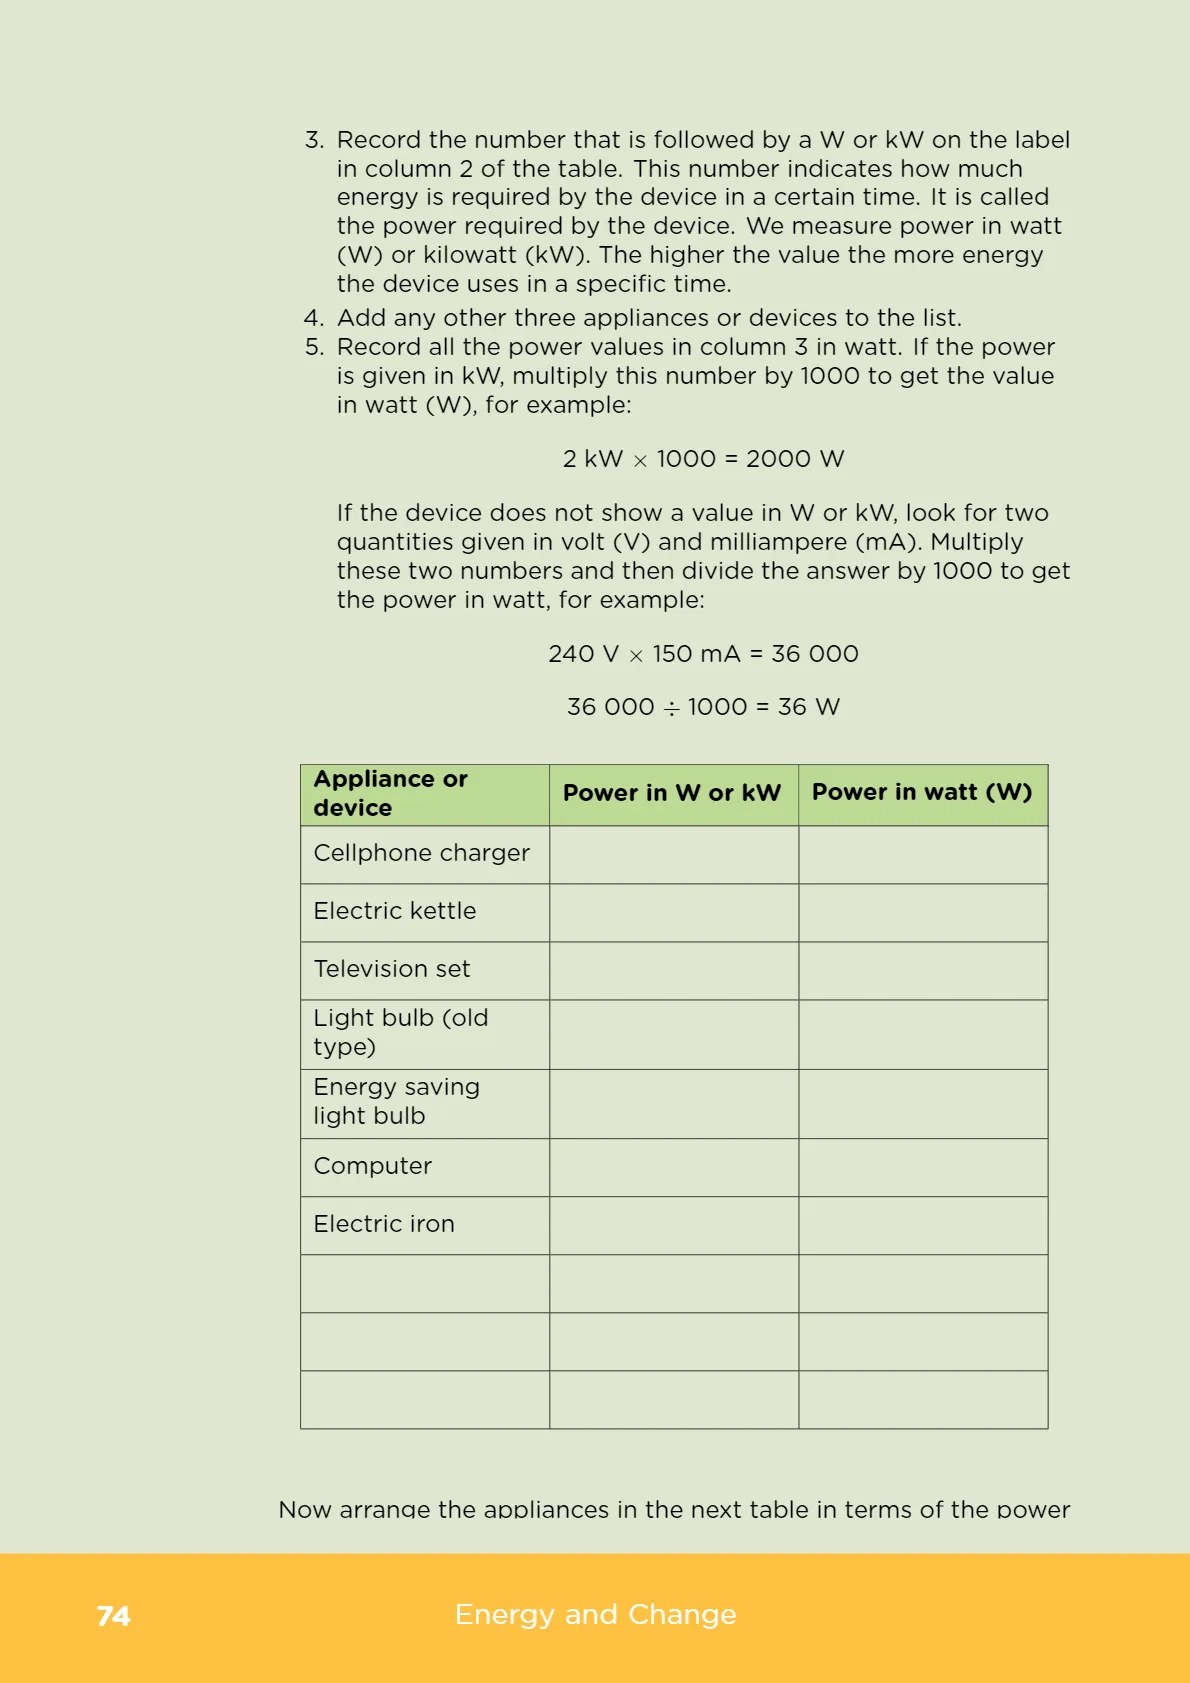 3. Record the number that is followed by a W or kW on the label
in column 2 of the table. This number indicates how much
energy is required by the device in a certain time. It is called
the power required by the device. We measure power in watt
(W) or kilowatt (kW). The higher the value the more energy
the device uses in a specific time.
4. Add any other three appliances or devices to the list.
5. Record all the power values in column 3 in watt. If the power
is given in kW, multiply this number by 1000 to get the value
in watt (W), for example:
2 kW × 1000 = 2000 W
If the device does not show a value in W or kW, look for two
quantities given in volt (V) and milliampere (mA). Multiply
these two numbers and then divide the answer by 1000 to get
the power in watt, for example:
240 V × 150 mA = 36 000
36 000 ÷ 1000 = 36 W
Appliance or
device
Power in W or kW
Power in watt (W)
Cellphone charger
Electric kettle
Television set
Light bulb (old
type)
Energy saving
light bulb
Computer
Electric iron
Now arrange the appliances in the next table in terms of the power
74
Energy and Change